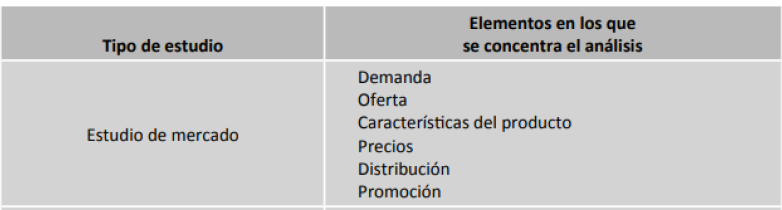 Tipo de estudio
Elementos en los que
se concentra el análisis
Estudio de mercado
Demanda
Oferta
Características del producto
Precios
Distribución
Promoción